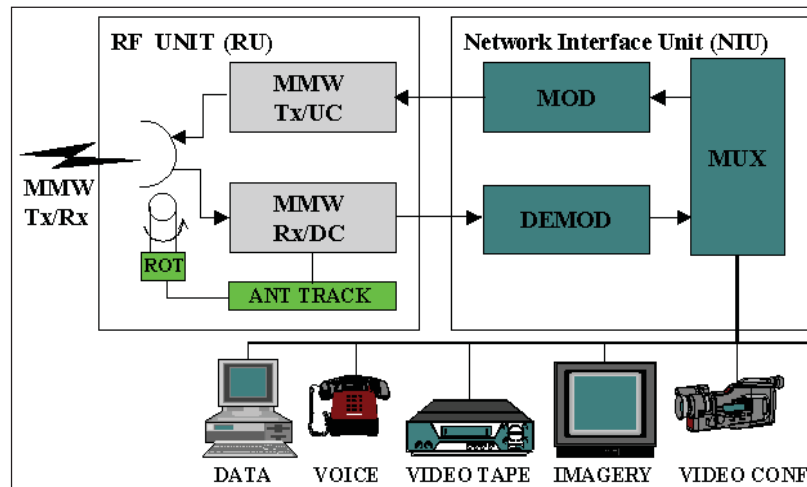 RF UNIT (RU)
Network Interface Unit (NIU)
MMW
Tx/UC
MOD
MUX
MMW
Tx/Rx
MMW
Rx/DC
DEMOD
ROT
ANT TRACK
DATA
VOICE
VIDEO TAPE
IMAGERY
VIDEO CONF